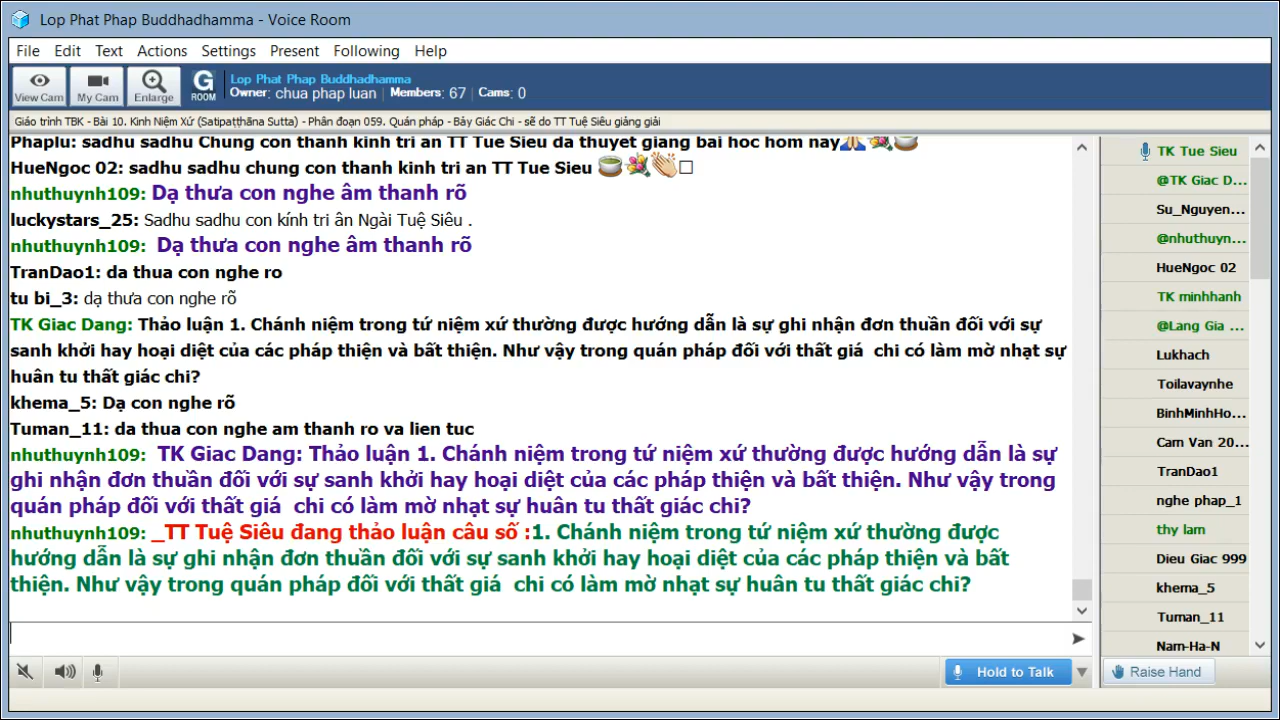 Lop Phat Phap Buddhadhamma - Voice Room
File Edit Text Actions Settings Present Following Help
View Cam My Cam Enlarge G ROOM
Lop Phat Phap Buddhadhamma
Owner: chua phap luan Members: 67 Cams: 0
Giáo trình TBK - Bài 10. Kinh Niệm Xứ (Satipaṭṭhāna Sutta) - Phân đoạn 059. Quán pháp - Bảy Giác Chi - sẽ do TT Tuệ Siêu giảng giải
Phaplu: sadhu sadhu Chung con thanh kinh tri an TT Tue Sieu da thuyet giang bai hoc hom nay
HueNgoc 02: sadhu sadhu chung con thanh kinh tri an TT Tue Sieu
nhuthuynh109: Dạ thưa con nghe âm thanh rõ
luckystars_25: Sadhu sadhu con kính tri ân Ngài Tuệ Siêu .
nhuthuynh109: Dạ thưa con nghe âm thanh rõ
TranDao1: da thua con nghe ro
tu bi_3: dạ thưa con nghe rõ
TK Giac Dang: Thảo luận 1. Chánh niệm trong tứ niệm xứ thường được hướng dẫn là sự ghi nhận đơn thuần đối với sự
sanh khởi hay hoại diệt của các pháp thiện và bất thiện. Như vậy trong quán pháp đối với thất giá chi có làm mờ nhạt sự
huân tu thất giác chi?
khema_5: Dạ con nghe rõ
Tuman_11: da thua con nghe am thanh ro va lien tuc
nhuthuynh109: TK Giac Dang: Thảo luận 1. Chánh niệm trong tứ niệm xứ thường được hướng dẫn là sự
ghi nhận đơn thuần đối với sự sanh khởi hay hoại diệt của các pháp thiện và bất thiện. Như vậy trong
quán pháp đối với thất giá chi có làm mờ nhạt sự huân tu thất giác chi?
nhuthuynh109: _TT Tuệ Siêu đang thảo luận câu số :1. Chánh niệm trong tứ niệm xứ thường được
hướng dẫn là sự ghi nhận đơn thuần đối với sự sanh khởi hay hoại diệt của các pháp thiện và bất
thiện. Như vậy trong quán pháp đối với thất giá chi có làm mờ nhạt sự huân tu thất giác chi?
Hold to Talk
TK Tue Sieu
@TK Giac D...
Su_Nguyen...
@nhuthuyn...
HueNgoc 02
TK minhhanh
@Lang Gia ...
Lukhach
Toilavaynhe
BinhMinhHo...
Cam Van 20...
TranDao1
nghe phap_1
thy lam
Dieu Giac 999
khema_5
Tuman_11
Nam-Ha-N
Raise Hand